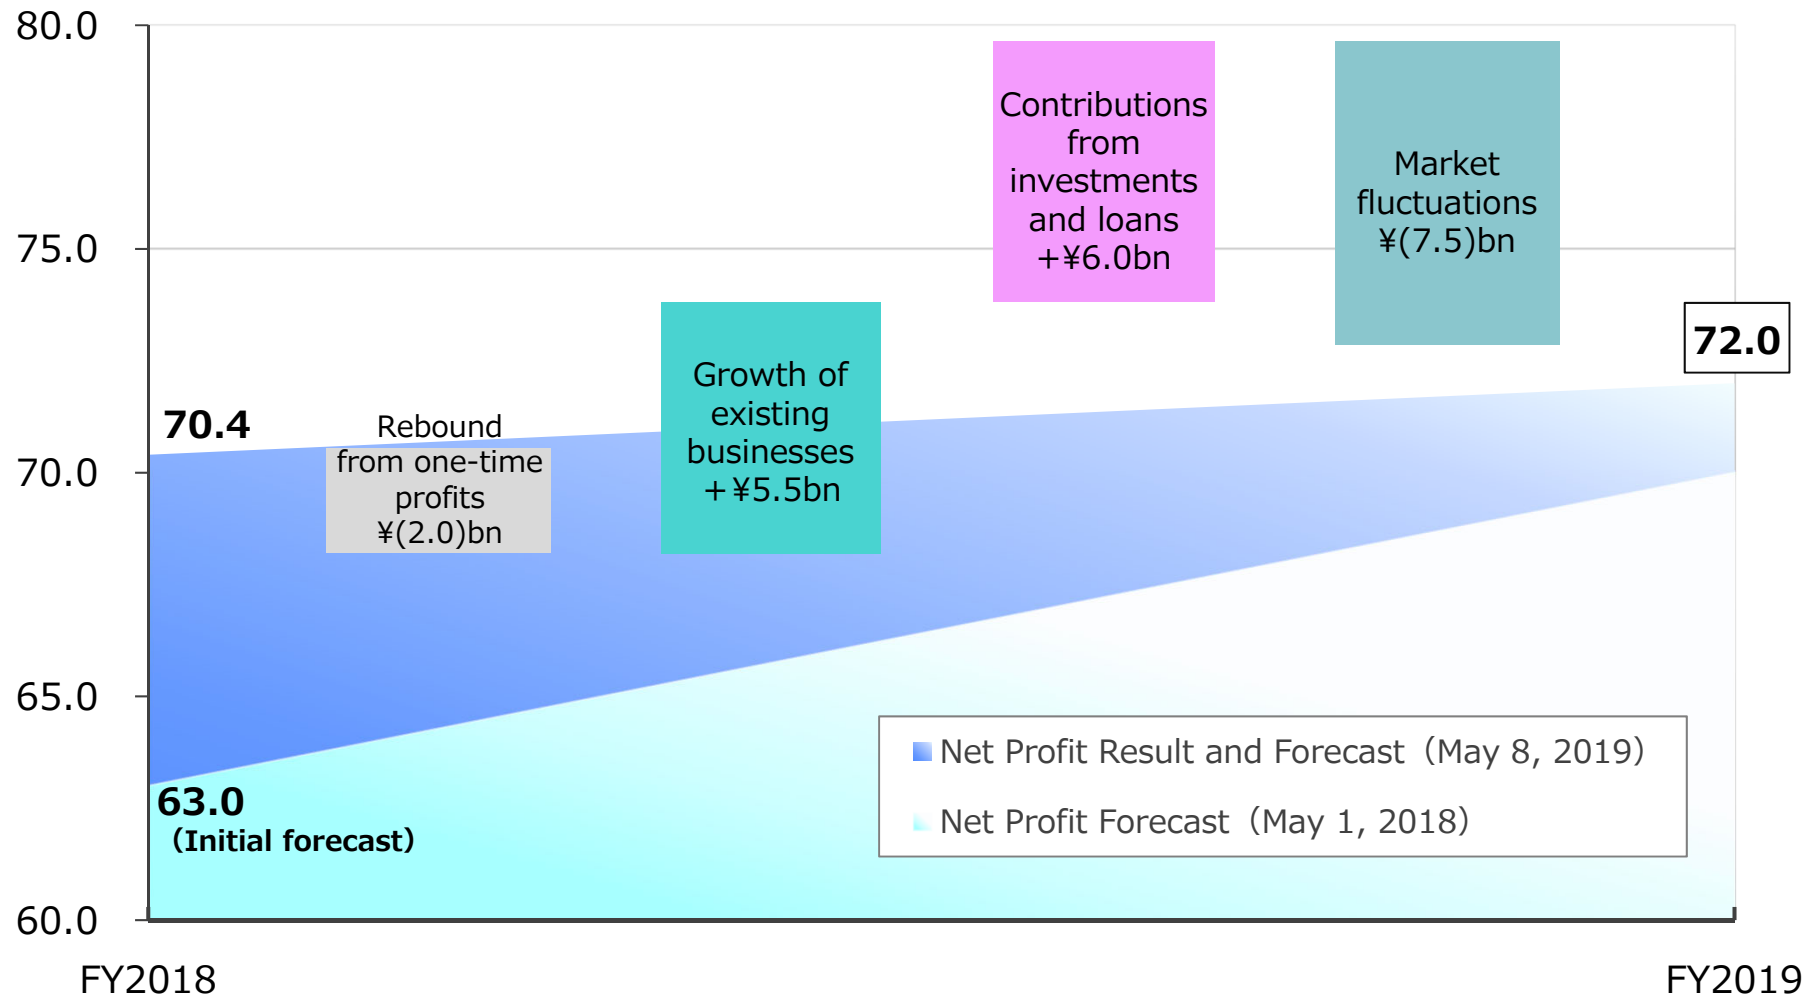 80.0
75.0
70.0
65.0
60.0
70.4
Rebound
from one-time
profits
¥(2.0)bn
Growth of
existing
businesses
+¥5.5bn
Contributions
from
investments
and loans
+¥6.0bn
Market
fluctuations
¥(7.5)bn
72.0
63.0
（Initial forecast）
Net Profit Result and Forecast（May 8, 2019）
Net Profit Forecast（May 1, 2018）
FY2018
FY2019